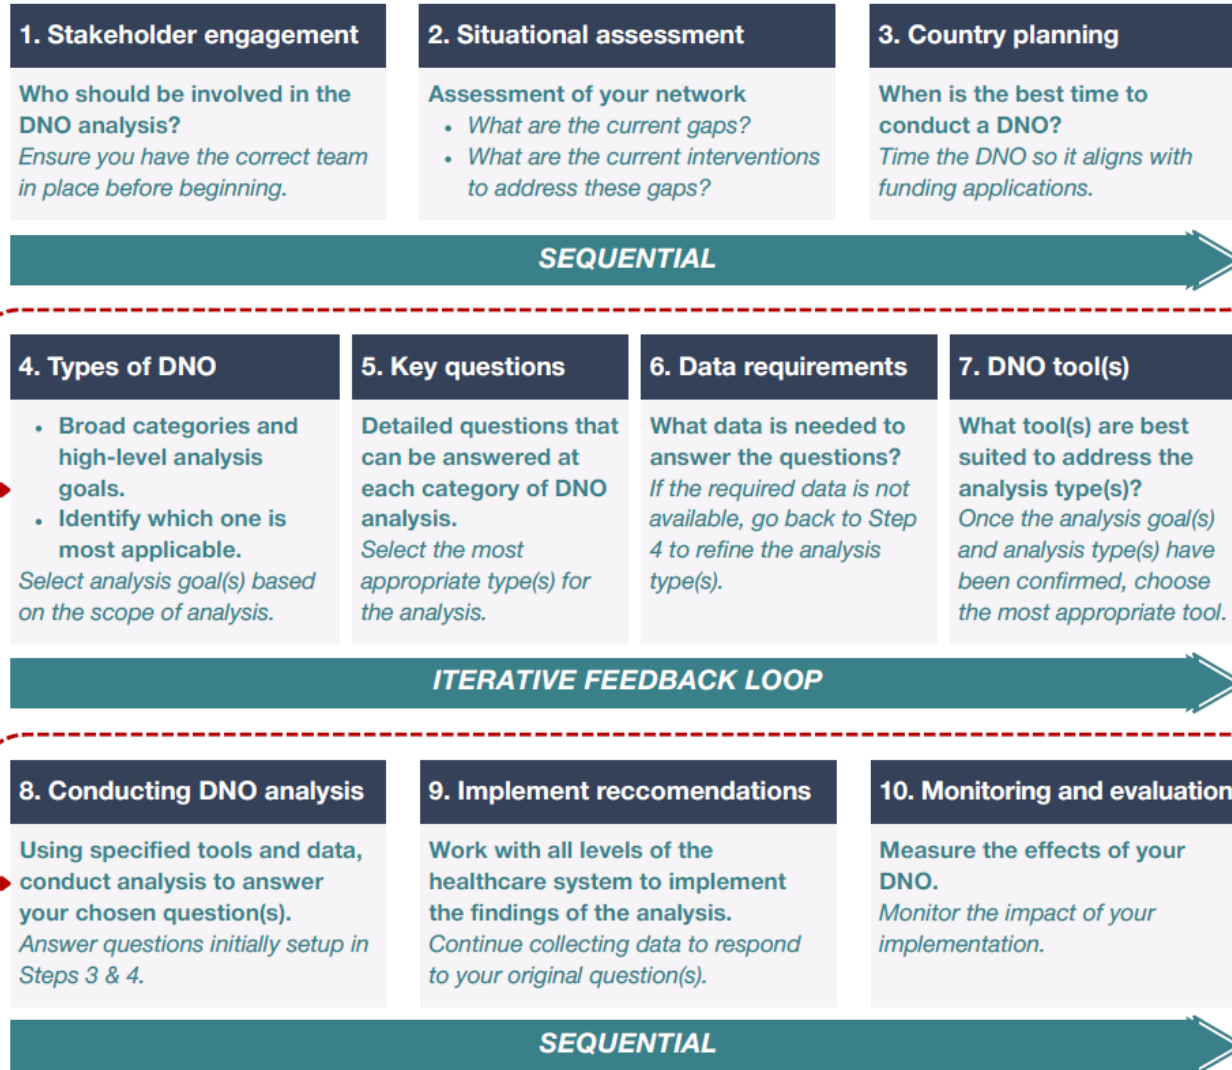 1. Stakeholder engagement
Who should be involved in the
DNO analysis?
Ensure you have the correct team
in place before beginning.
2. Situational assessment
Assessment of your network
• What are the current gaps?
• What are the current interventions
to address these gaps?
3. Country planning
When is the best time to
conduct a DNO?
Time the DNO so it aligns with
funding applications.
SEQUENTIAL
4. Types of DNO
• Broad categories and
high-level analysis
goals.
• Identify which one is
most applicable.
Select analysis goal(s) based
on the scope of analysis.
5. Key questions
Detailed questions that
can be answered at
each category of DNO
analysis.
Select the most
appropriate type(s) for
the analysis.
6. Data requirements
What data is needed to
answer the questions?
If the required data is not
available, go back to Step
4 to refine the analysis
type(s).
7. DNO tool(s)
What tool(s) are best
suited to address the
analysis type(s)?
Once the analysis goal(s)
and analysis type(s) have
been confirmed, choose
the most appropriate tool.
ITERATIVE FEEDBACK LOOP
8. Conducting DNO analysis
Using specified tools and data,
conduct analysis to answer
your chosen question(s).
Answer questions initially setup in
Steps 3 & 4.
9. Implement reccomendations
Work with all levels of the
healthcare system to implement
the findings of the analysis.
Continue collecting data to respond
to your original question(s).
10. Monitoring and evaluation
Measure the effects of your
DNO.
Monitor the impact of your
implementation.
SEQUENTIAL